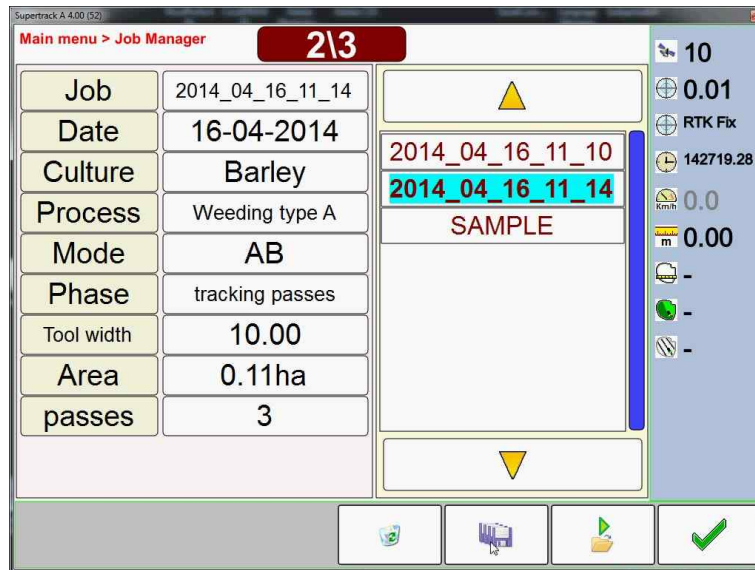 Supertrack A 4.00 (52)
Main menu > Job Manager
2\3
Job 2014_04_16_11_14
Date 16-04-2014
Culture Barley
Process Weeding type A
Mode AB
Phase tracking passes
Tool width 10.00
Area 0.11ha
passes 3
2014_04_16_11_10
2014_04_16_11_14
SAMPLE
10
0.01
RTK Fix
142719.28
Km/h 0.0
m 0.00
-
-
-